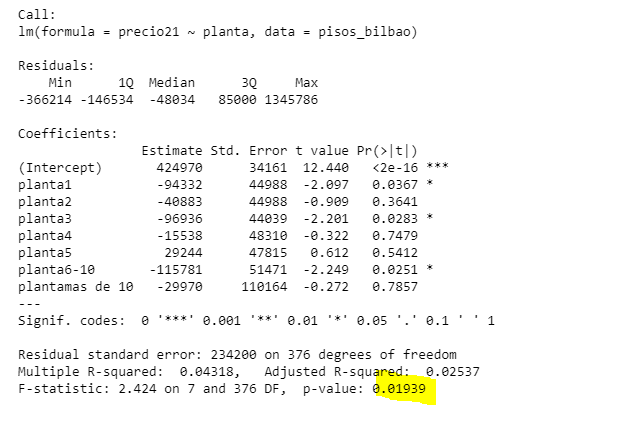 Call:
lm(formula = precio21 ~ planta, data = pisos_bilbao)
Residuals:
Min 1Q Median 3Q Max
-366214 -146534 -48034 85000 1345786
Coefficients:
Estimate Std. Error t value Pr(>|t|)
(Intercept) 424970 34161 12.440 <2e-16 ***
planta1 -94332 44988 -2.097 0.0367 *
planta2 -40883 44988 -0.909 0.3641
planta3 -96936 44039 -2.201 0.0283 *
planta4 -15538 48310 -0.322 0.7479
planta5 29244 47815 0.612 0.5412
planta6-10 -115781 51471 -2.249 0.0251 *
plantamas de 10 -29970 110164 -0.272 0.7857
---
Signif. codes: 0 '***' 0.001 '**' 0.01 '*' 0.05 '.' 0.1 ' ' 1
Residual standard error: 234200 on 376 degrees of freedom
Multiple R-squared: 0.04318, Adjusted R-squared: 0.02537
F-statistic: 2.424 on 7 and 376 DF, p-value: 0.01939